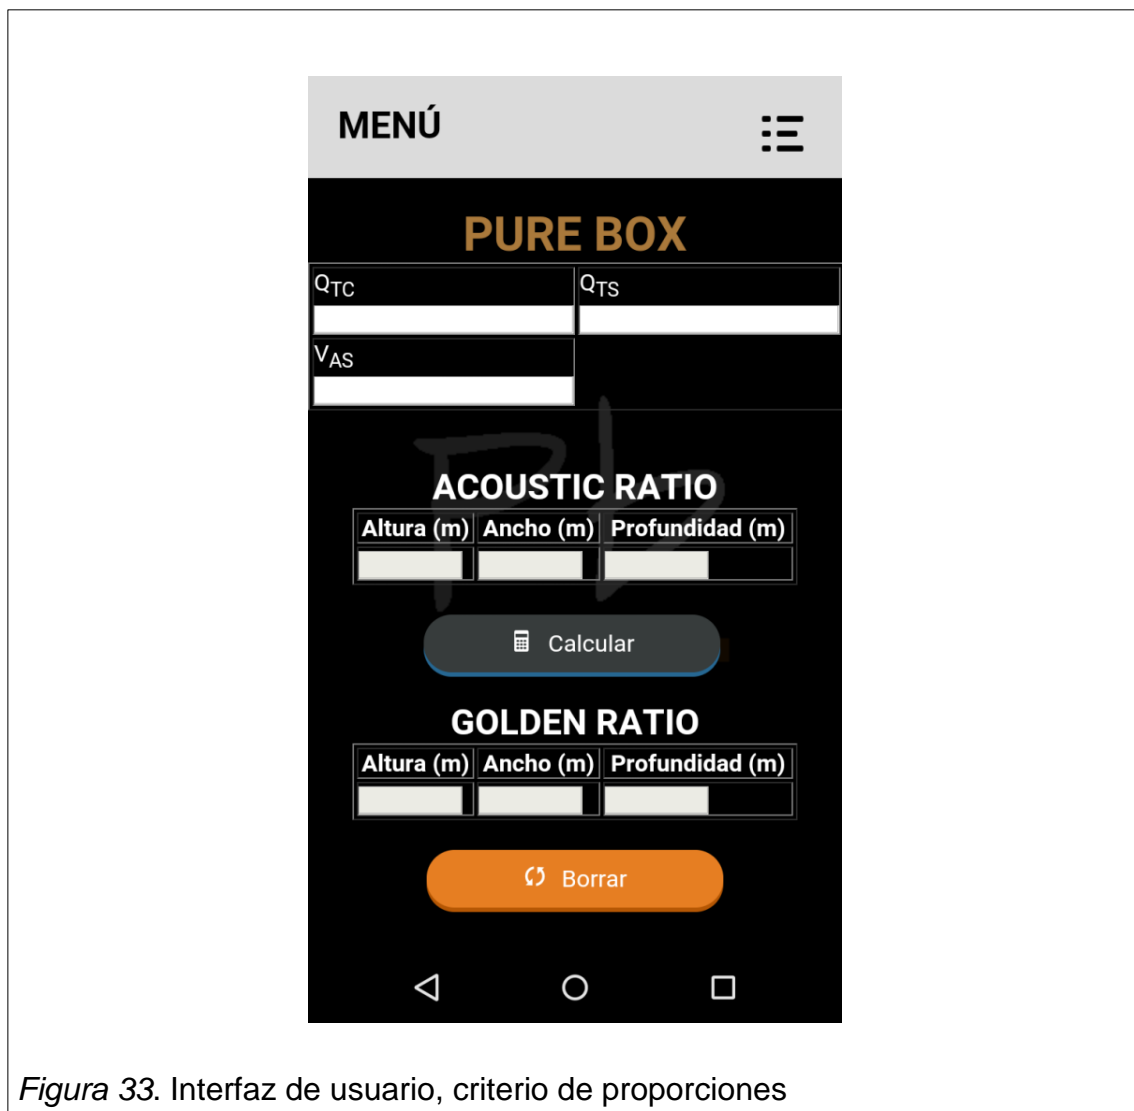 MENÚ
PURE BOX
QTC QTS
VAS
Pb
ACOUSTIC RATIO
Altura (m) Ancho (m) Profundidad (m)
Calcular
GOLDEN RATIO
Altura (m) Ancho (m) Profundidad (m)
Borrar
Figura 33. Interfaz de usuario, criterio de proporciones